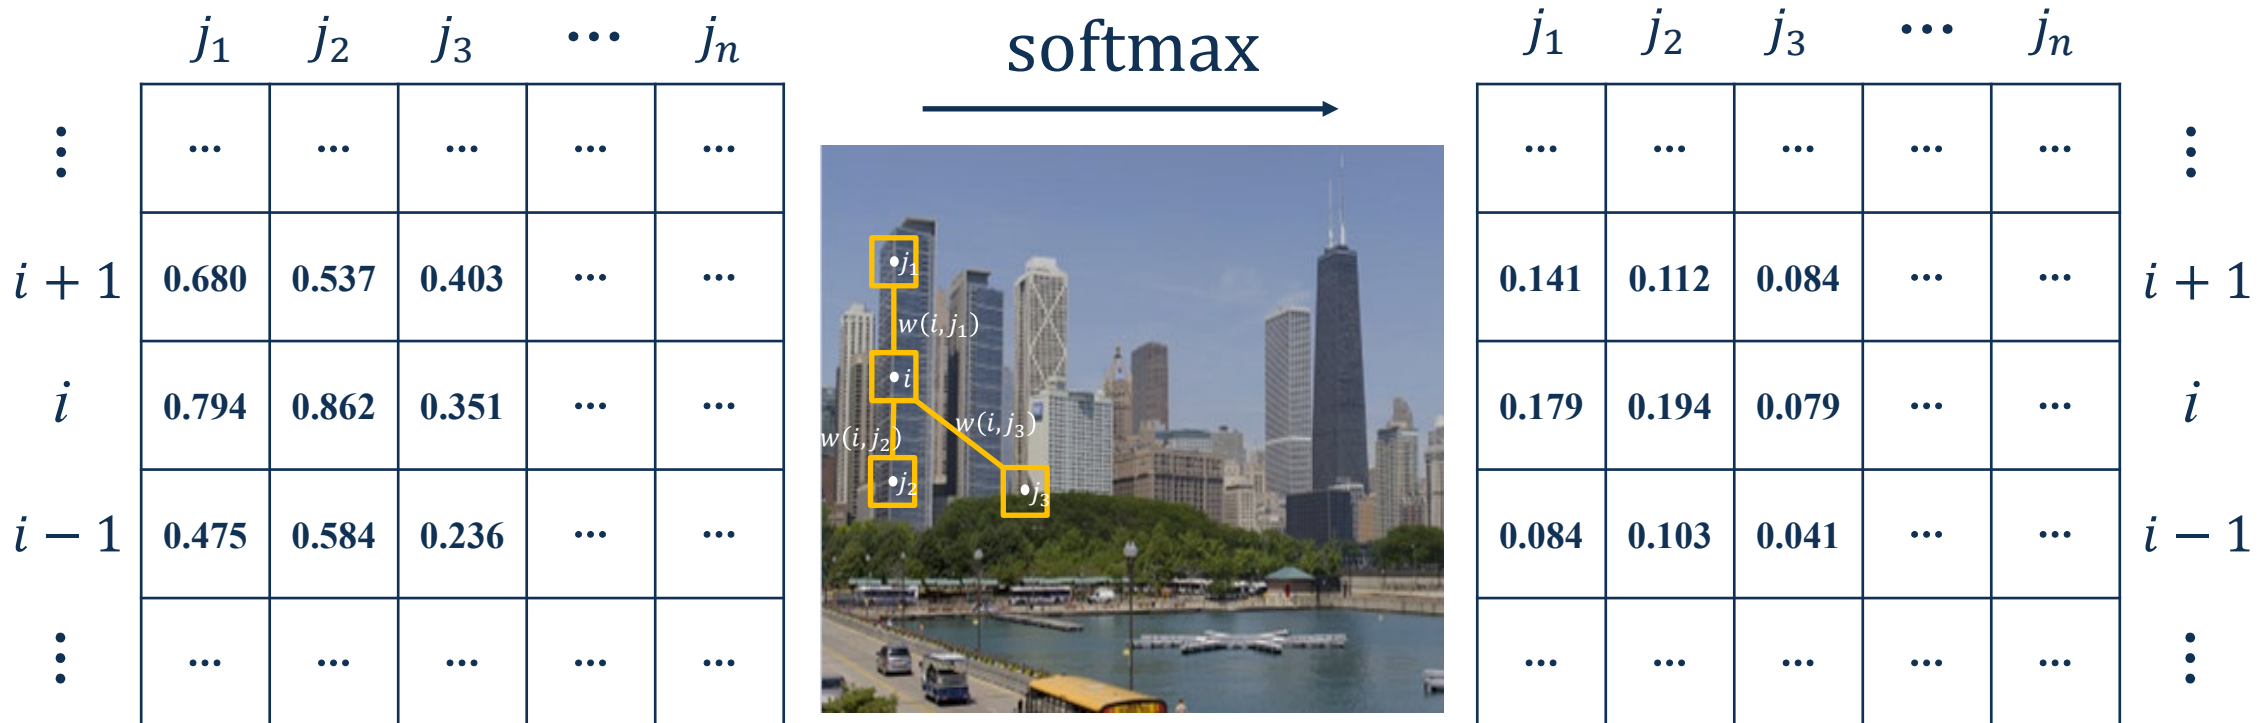 j₁ j₂ j₃ ⋯ jₙ
⋮ ... ... ... ... ...
i + 1 0.680 0.537 0.403 ... ...
i 0.794 0.862 0.351 ... ...
i − 1 0.475 0.584 0.236 ... ...
⋮ ... ... ... ... ...
softmax
j₁
w(i, j₁)
i
w(i, j₂)
w(i, j₃)
j₂
j₃
j₁ j₂ j₃ ⋯ jₙ
... ... ... ... ... ⋮
0.141 0.112 0.084 ... ... i + 1
0.179 0.194 0.079 ... ... i
0.084 0.103 0.041 ... ... i − 1
... ... ... ... ... ⋮